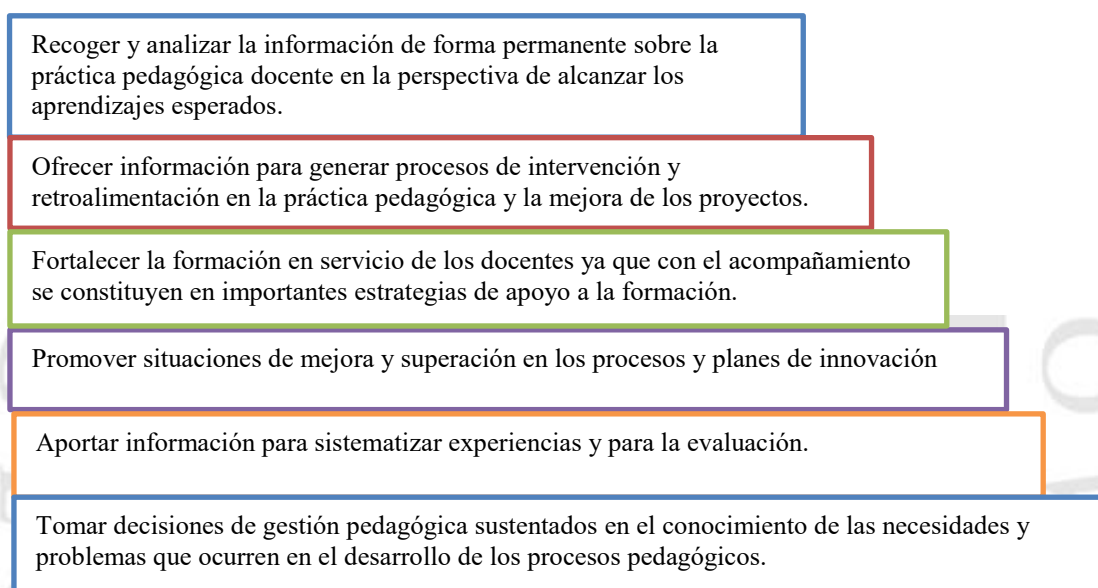 Recoger y analizar la información de forma permanente sobre la
práctica pedagógica docente en la perspectiva de alcanzar los
aprendizajes esperados.
Ofrecer información para generar procesos de intervención y
retroalimentación en la práctica pedagógica y la mejora de los proyectos.
Fortalecer la formación en servicio de los docentes ya que con el acompañamiento
se constituyen en importantes estrategias de apoyo a la formación.
Promover situaciones de mejora y superación en los procesos y planes de innovación
Aportar información para sistematizar experiencias y para la evaluación.
Tomar decisiones de gestión pedagógica sustentados en el conocimiento de las necesidades y
problemas que ocurren en el desarrollo de los procesos pedagógicos.